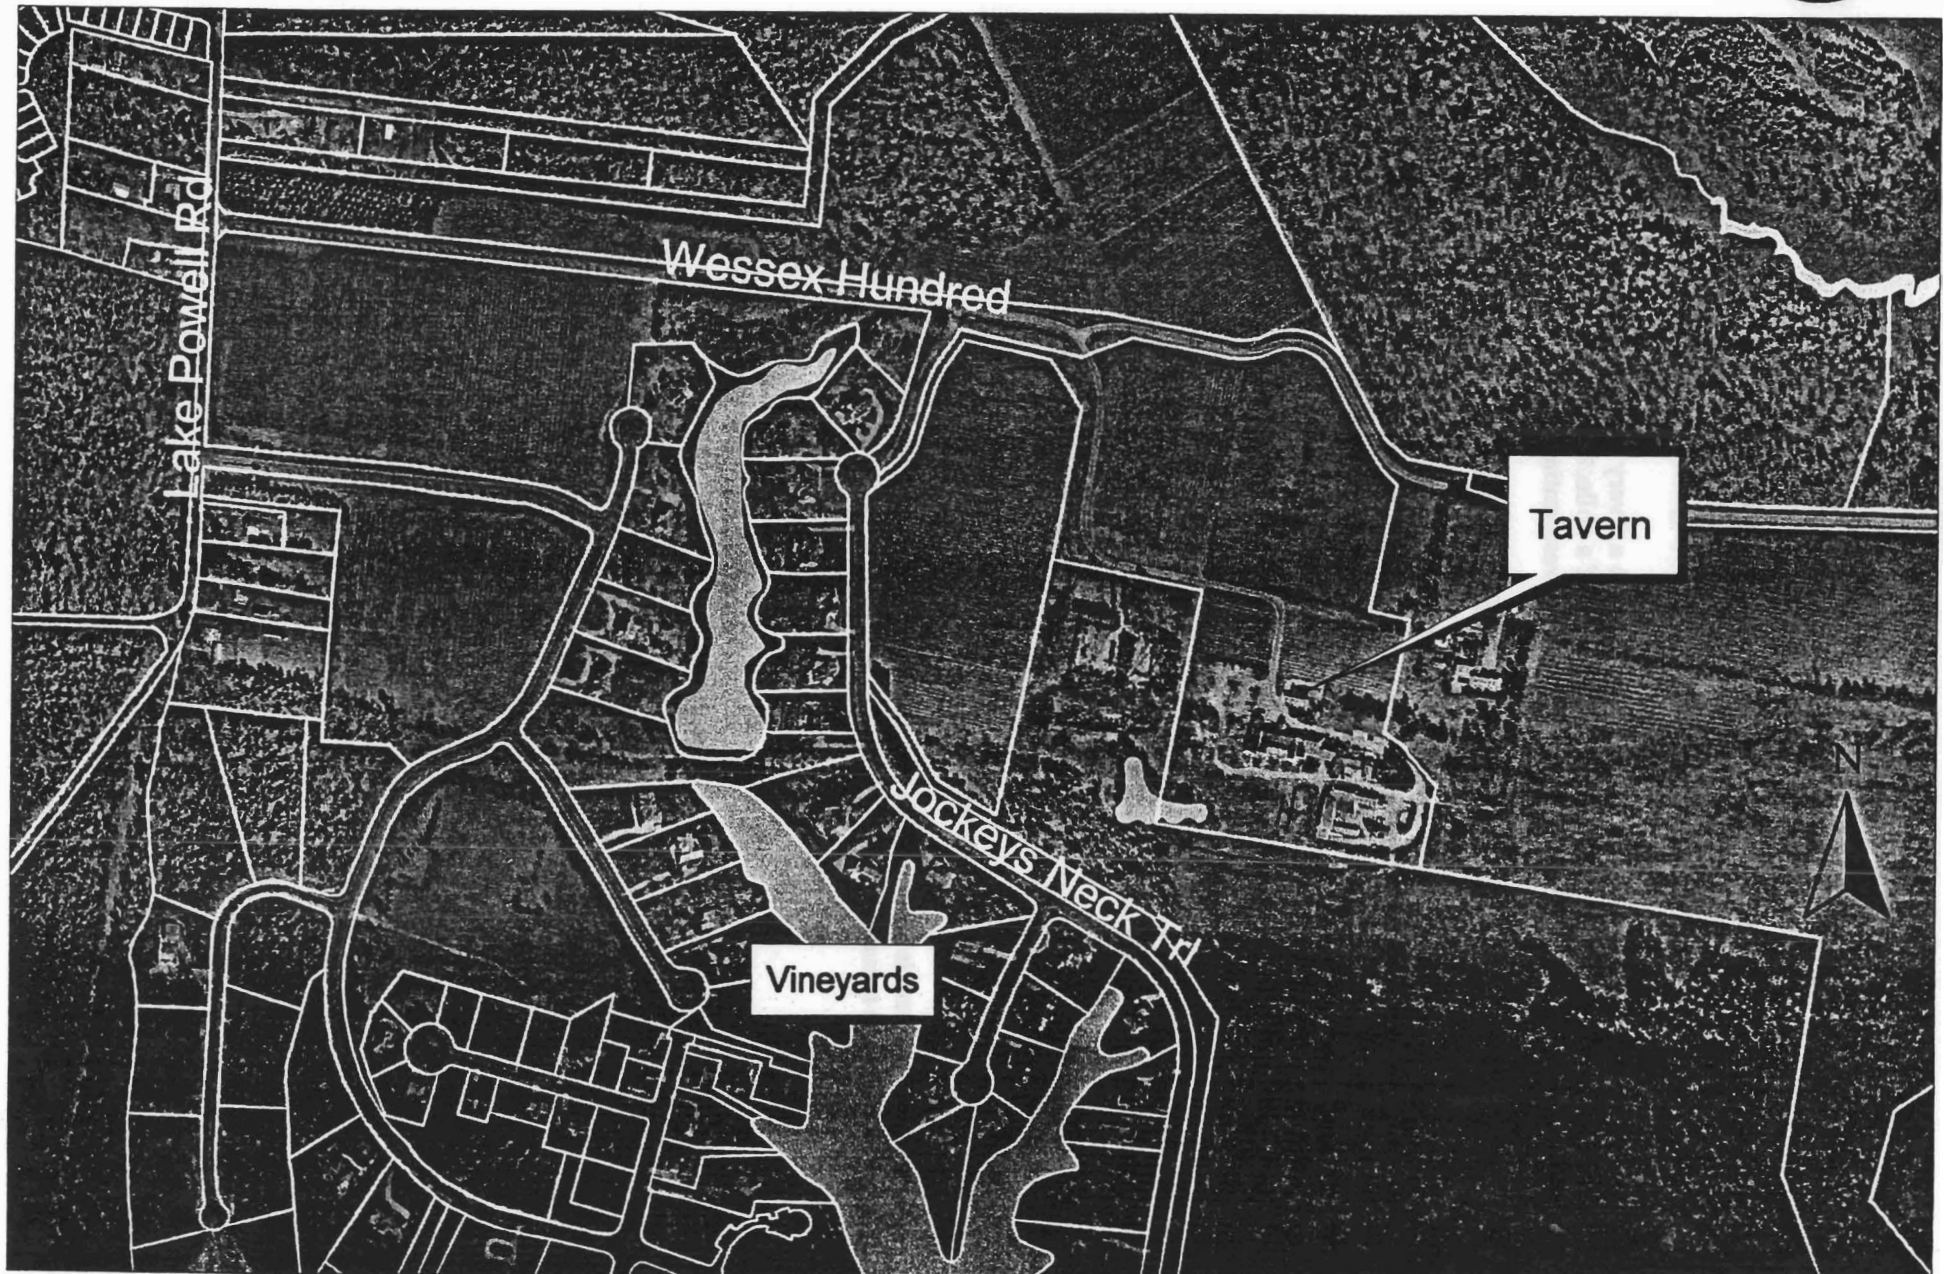 Lake Powell Rd
Wessex Hundred
Tavern
N
Jockeys Neck Trl
Vineyards